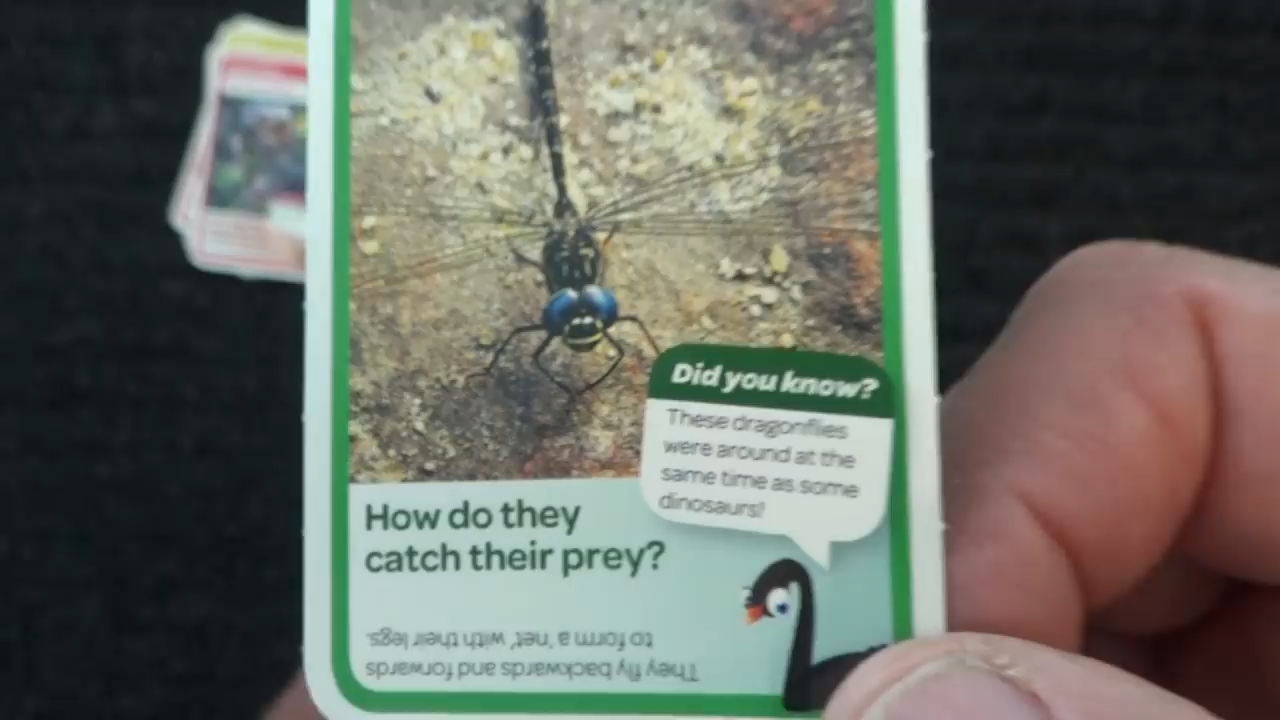 Did you know?
These dragonflies
were around at the
same time as some
dinosaurs!
How do they
catch their prey?
They fly backwards and forwards
to form a 'net' with their legs.